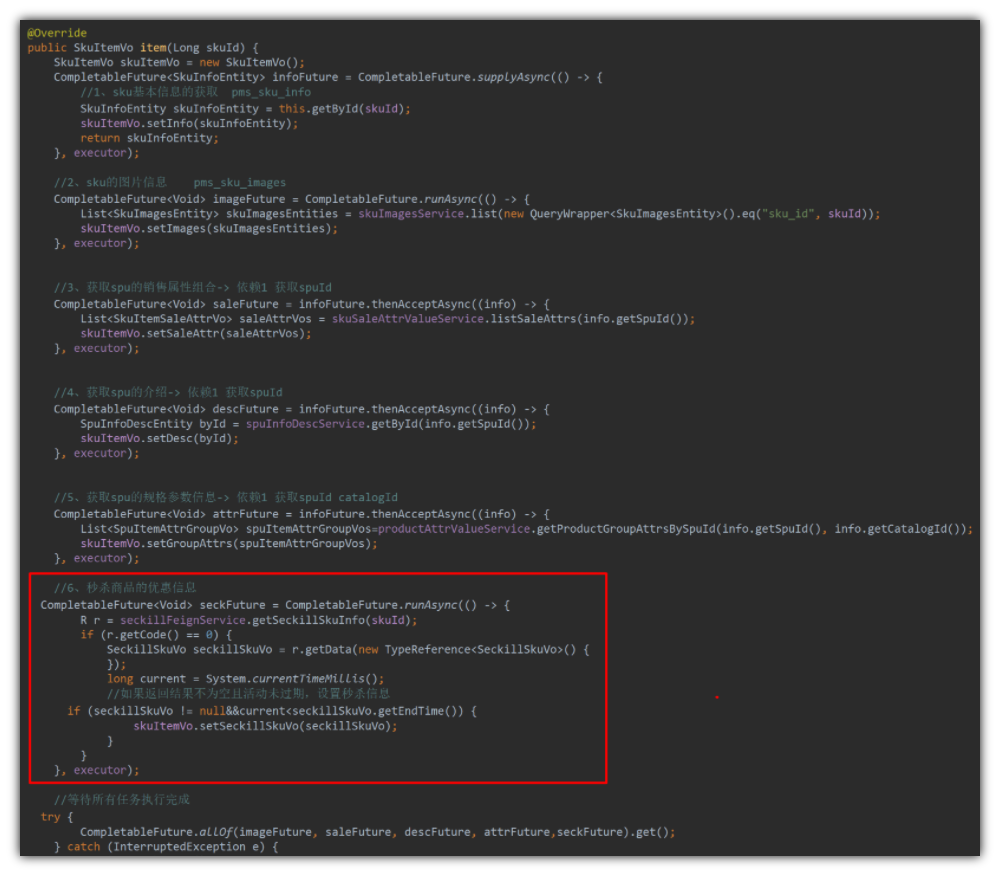 @Override
public SkuItemVo item(Long skuId) {
SkuItemVo skuItemVo = new SkuItemVo();
CompletableFuture<SkuInfoEntity> infoFuture = CompletableFuture.supplyAsync(() -> {
//1、sku基本信息的获取  pms_sku_info
SkuInfoEntity skuInfoEntity = this.getById(skuId);
skuItemVo.setInfo(skuInfoEntity);
return skuInfoEntity;
}, executor);
//2、sku的图片信息    pms_sku_images
CompletableFuture<Void> imageFuture = CompletableFuture.runAsync(() -> {
List<SkuImagesEntity> skuImagesEntities = skuImagesService.list(new QueryWrapper<SkuImagesEntity>().eq("sku_id", skuId));
skuItemVo.setImages(skuImagesEntities);
}, executor);
//3、获取spu的销售属性组合-> 依赖1 获取spuId
CompletableFuture<Void> saleFuture = infoFuture.thenAcceptAsync((info) -> {
List<SkuItemSaleAttrVo> saleAttrVos = skuSaleAttrValueService.listSaleAttrs(info.getSpuId());
skuItemVo.setSaleAttr(saleAttrVos);
}, executor);
//4、获取spu的介绍-> 依赖1 获取spuId
CompletableFuture<Void> descFuture = infoFuture.thenAcceptAsync((info) -> {
SpuInfoDescEntity byId = spuInfoDescService.getById(info.getSpuId());
skuItemVo.setDesc(byId);
}, executor);
//5、获取spu的规格参数信息-> 依赖1 获取spuId catalogId
CompletableFuture<Void> attrFuture = infoFuture.thenAcceptAsync((info) -> {
List<SpuItemAttrGroupVo> spuItemAttrGroupVos=productAttrValueService.getProductGroupAttrsBySpuId(info.getSpuId(), info.getCatalogId());
skuItemVo.setGroupAttrs(spuItemAttrGroupVos);
}, executor);
//6、秒杀商品的优惠信息
CompletableFuture<Void> seckFuture = CompletableFuture.runAsync(() -> {
R r = seckillFeignService.getSeckillSkuInfo(skuId);
if (r.getCode() == 0) {
SeckillSkuVo seckillSkuVo = r.getData(new TypeReference<SeckillSkuVo>() {
});
long current = System.currentTimeMillis();
//如果返回结果不为空且活动未过期，设置秒杀信息
if (seckillSkuVo != null&&current<seckillSkuVo.getEndTime()) {
skuItemVo.setSeckillSkuVo(seckillSkuVo);
}
}
}, executor);
//等待所有任务执行完成
try {
CompletableFuture.allOf(imageFuture, saleFuture, descFuture, attrFuture,seckFuture).get();
} catch (InterruptedException e) {